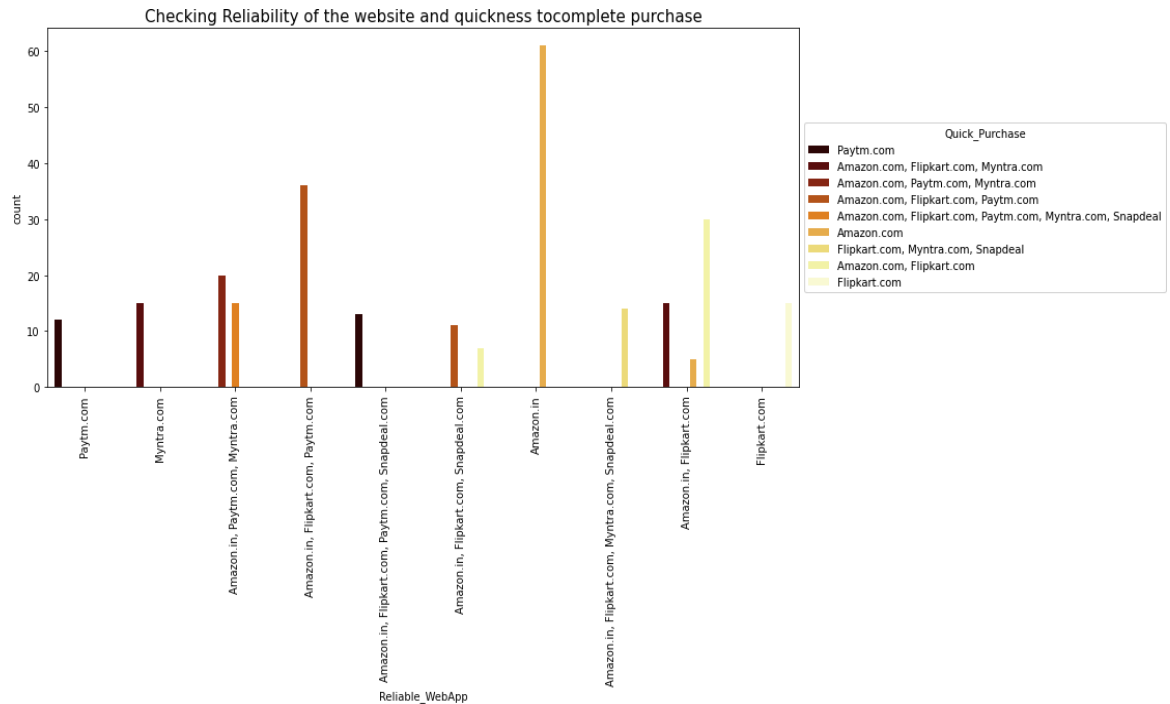 Checking Reliability of the website and quickness tocomplete purchase
60
50
40
30
20
10
0
count
Paytm.com
Myntra.com
Amazon.in, Paytm.com, Myntra.com
Amazon.in, Flipkart.com, Paytm.com
Amazon.in, Flipkart.com, Paytm.com, Snapdeal.com
Amazon.in, Flipkart.com, Snapdeal.com
Amazon.in
Amazon.in, Flipkart.com, Myntra.com, Snapdeal.com
Amazon.in, Flipkart.com
Flipkart.com
Reliable_WebApp
Quick_Purchase
Paytm.com
Amazon.com, Flipkart.com, Myntra.com
Amazon.com, Paytm.com, Myntra.com
Amazon.com, Flipkart.com, Paytm.com
Amazon.com, Flipkart.com, Paytm.com, Myntra.com, Snapdeal
Amazon.com
Flipkart.com, Myntra.com, Snapdeal
Amazon.com, Flipkart.com
Flipkart.com